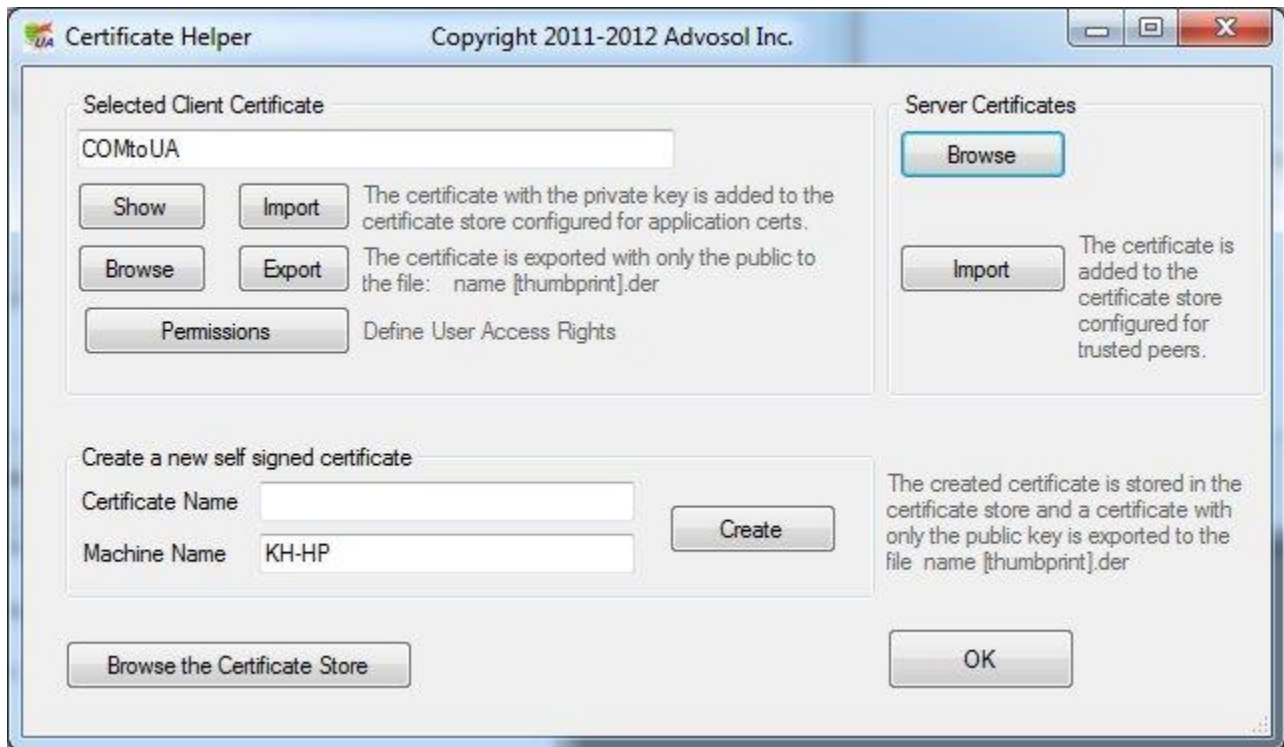 UA Certificate Helper Copyright 2011-2012 Advosol Inc.
Selected Client Certificate
COMtoUA
Show Import The certificate with the private key is added to the
certificate store configured for application certs.
Browse Export The certificate is exported with only the public to
the file: name [thumbprint].der
Permissions Define User Access Rights
Server Certificates
Browse
Import
The certificate is
added to the
certificate store
configured for
trusted peers.
Create a new self signed certificate
Certificate Name
Machine Name KH-HP
Create
The created certificate is stored in the
certificate store and a certificate with
only the public key is exported to the
file name [thumbprint].der
Browse the Certificate Store
OK